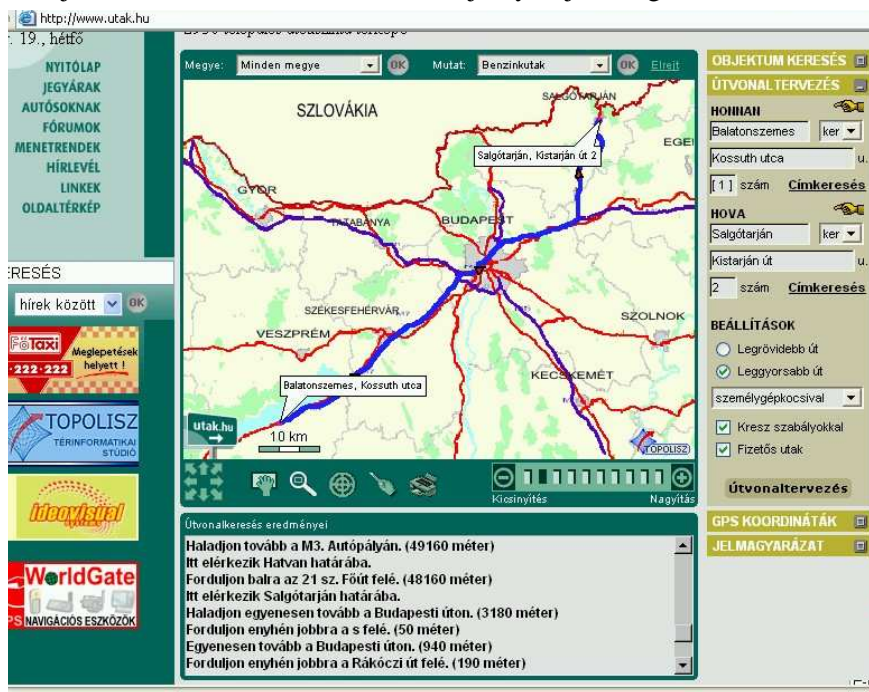 http://www.utak.hu
19., hétfő
NYITÓLAP
JEGYÁRAK
AUTÓSOKNAK
FÓRUMOK
MENETRENDEK
HÍRLEVÉL
LINKEK
OLDALTÉRKÉP
ERESÉS
hírek között OK
FőTaxi
222·222
Meglepetések
helyett !
TOPOLISZ
TÉRINFORMATIKAI
STÚDIÓ
ideovisual
WorldGate
NAVIGÁCIÓS ESZKÖZÖK
Megye: Minden megye OK Mutat: Benzinkutak OK Elrejt
SZLOVÁKIA
SALGÓTARJÁN
Salgótarján, Kistarján út 2
EGE
GYŐR
TATABÁNYA
BUDAPEST
SZÉKESFEHÉRVÁR
SZOLNOK
VESZPRÉM
KECSKEMÉT
Balatonszemes, Kossuth utca
utak.hu
10 km
TOPOLISZ
Kicsinyítés Nagyítás
Útvonalkeresés eredményei
Haladjon tovább a M3. Autópályán. (49160 méter)
Itt elérkezik Hatvan határába.
Forduljon balra az 21 sz. Főút felé. (48160 méter)
Itt elérkezik Salgótarján határába.
Haladjon egyenesen tovább a Budapesti úton. (3180 méter)
Forduljon enyhén jobbra a s felé. (50 méter)
Egyenesen tovább a Budapesti úton. (940 méter)
Forduljon enyhén jobbra a Rákóczi út felé. (190 méter)
OBJEKTUM KERESÉS
ÚTVONALTERVEZÉS
HONNAN
Balatonszemes ker
Kossuth utca u.
[ 1 ] szám Címkeresés
HOVA
Salgótarján ker
Kistarján út u.
2 szám Címkeresés
BEÁLLÍTÁSOK
Legrövidebb út
Leggyorsabb út
személygépkocsival
Kresz szabályokkal
Fizetős utak
Útvonaltervezés
GPS KOORDINÁTÁK
JELMAGYARÁZAT